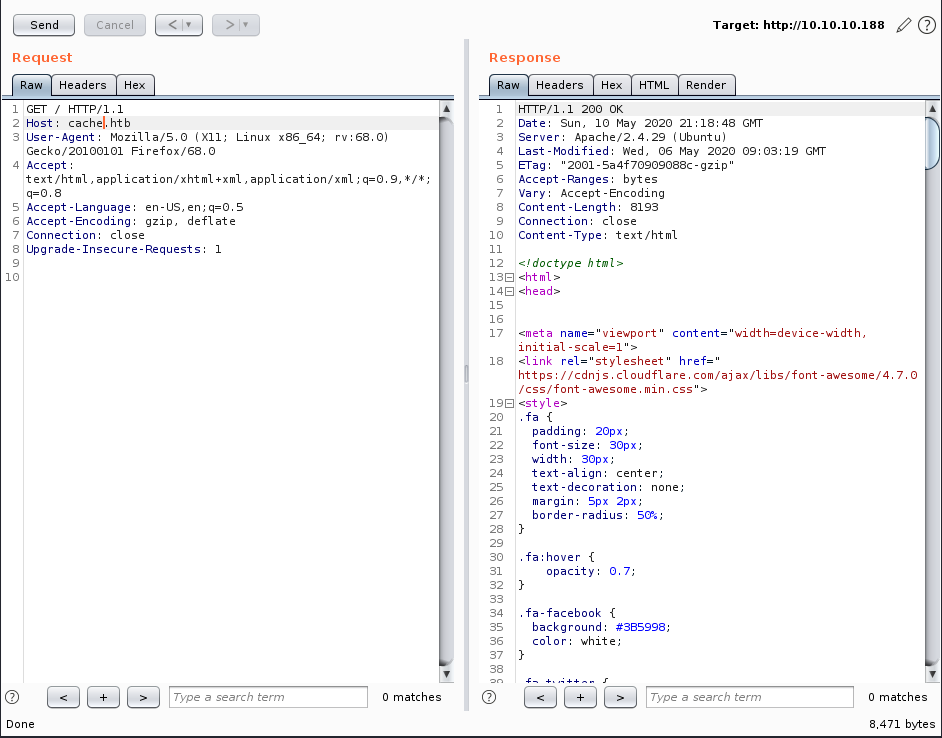 Send Cancel < | ▾ > | ▾ Target: http://10.10.10.188 ?
Request
Raw Headers Hex
1 GET / HTTP/1.1
2 Host: cache.htb
3 User-Agent: Mozilla/5.0 (X11; Linux x86_64; rv:68.0)
Gecko/20100101 Firefox/68.0
4 Accept:
text/html,application/xhtml+xml,application/xml;q=0.9,*/*;
q=0.8
5 Accept-Language: en-US,en;q=0.5
6 Accept-Encoding: gzip, deflate
7 Connection: close
8 Upgrade-Insecure-Requests: 1
9
10
? < + > Type a search term 0 matches
Response
Raw Headers Hex HTML Render
1 HTTP/1.1 200 OK
2 Date: Sun, 10 May 2020 21:18:48 GMT
3 Server: Apache/2.4.29 (Ubuntu)
4 Last-Modified: Wed, 06 May 2020 09:03:19 GMT
5 ETag: "2001-5a4f70909088c-gzip"
6 Accept-Ranges: bytes
7 Vary: Accept-Encoding
8 Content-Length: 8193
9 Connection: close
10 Content-Type: text/html
11
12 <!doctype html>
13 <html>
14 <head>
15
16
17 <meta name="viewport" content="width=device-width,
initial-scale=1">
18 <link rel="stylesheet" href="
https://cdnjs.cloudflare.com/ajax/libs/font-awesome/4.7.0
/css/font-awesome.min.css">
19 <style>
20 .fa {
21 padding: 20px;
22 font-size: 30px;
23 width: 30px;
24 text-align: center;
25 text-decoration: none;
26 margin: 5px 2px;
27 border-radius: 50%;
28 }
29
30 .fa:hover {
31 opacity: 0.7;
32 }
33
34 .fa-facebook {
35 background: #3B5998;
36 color: white;
37 }
38
39 .fa-twitter {
? < + > Type a search term 0 matches
Done 8,471 bytes